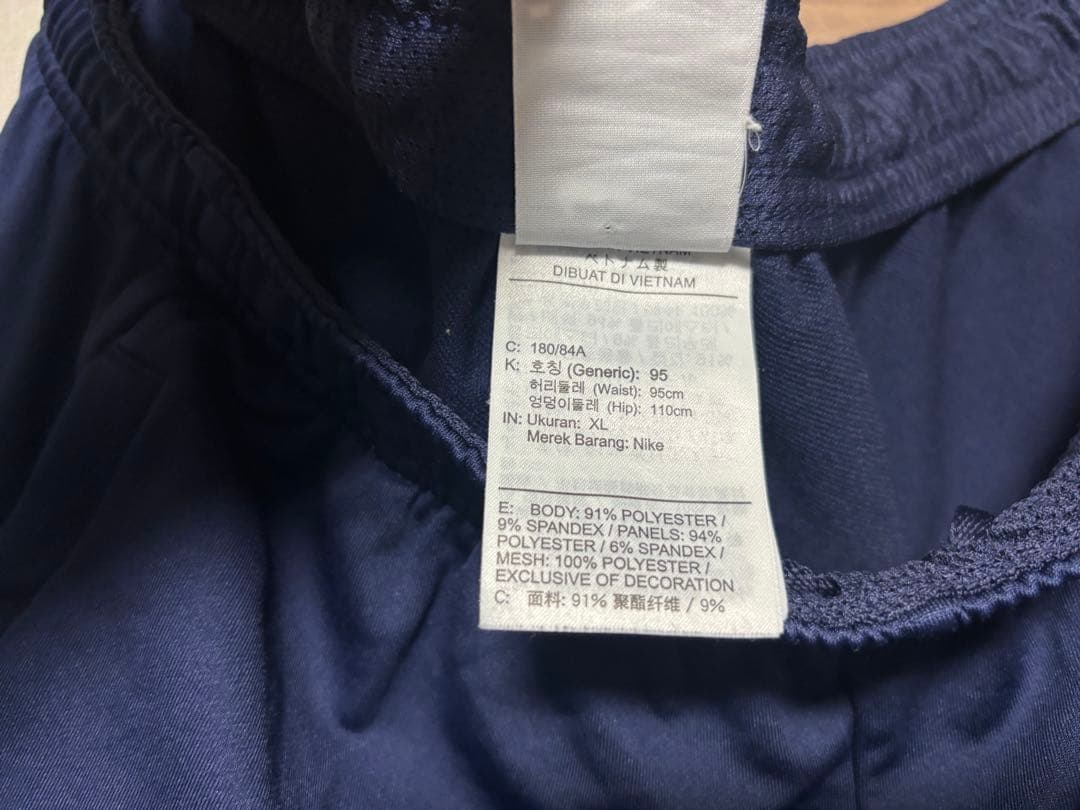 VIETNAM
ベトナム製
DIBUAT DI VIETNAM
C: 180/84A
K: 호칭 (Generic): 95
허리둘레 (Waist): 95cm
엉덩이둘레 (Hip): 110cm
IN: Ukuran: XL
Merek Barang: Nike
E: BODY: 91% POLYESTER /
9% SPANDEX / PANELS: 94%
POLYESTER / 6% SPANDEX /
MESH: 100% POLYESTER /
EXCLUSIVE OF DECORATION
C: 面料: 91% 聚酯纤维 / 9%